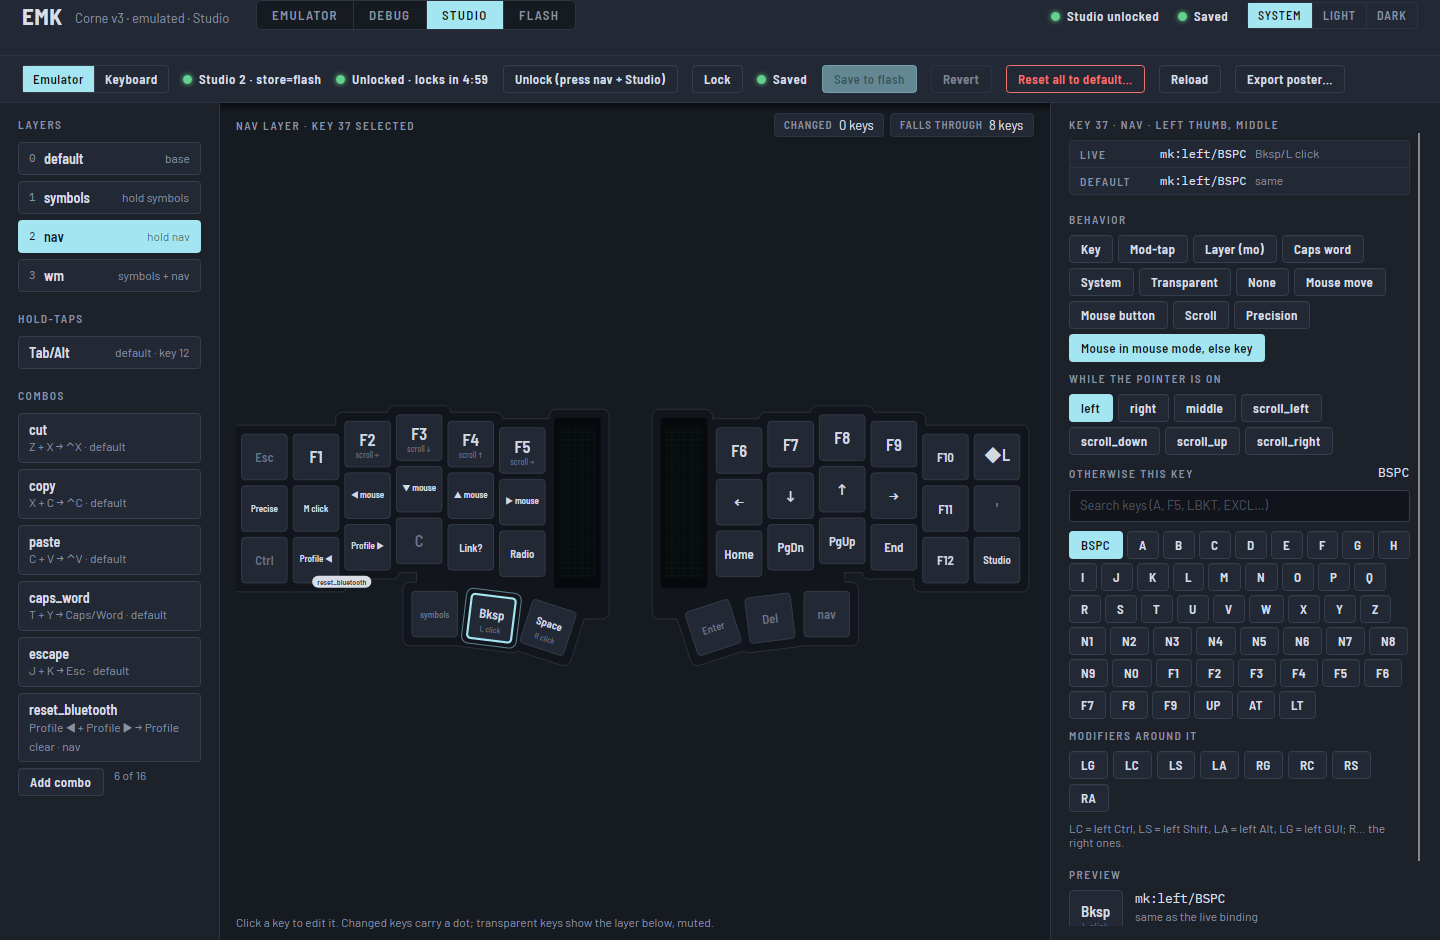 EMK Corne v3 · emulated · Studio EMULATOR DEBUG STUDIO FLASH Studio unlocked Saved SYSTEM LIGHT DARK
Emulator Keyboard Studio 2 · store=flash Unlocked · locks in 4:59 Unlock (press nav + Studio) Lock Saved Save to flash Revert Reset all to default... Reload Export poster...
LAYERS
0 default base
1 symbols hold symbols
2 nav hold nav
3 wm symbols + nav
HOLD-TAPS
Tab/Alt default · key 12
COMBOS
cut
Z + X → ^X · default
copy
X + C → ^C · default
paste
C + V → ^V · default
caps_word
T + Y → Caps/Word · default
escape
J + K → Esc · default
reset_bluetooth
Profile ◀ + Profile ▶ → Profile
clear · nav
Add combo 6 of 16
NAV LAYER · KEY 37 SELECTED CHANGED 0 keys FALLS THROUGH 8 keys
Esc F1 F2 scroll ← F3 scroll ↓ F4 scroll ↑ F5 scroll → F6 F7 F8 F9 F10 ◆L
Precise M click ◀ mouse ▼ mouse ▲ mouse ▶ mouse ← ↓ ↑ → F11 '
Ctrl Profile ◀ Profile ▶ C Link? Radio Home PgDn PgUp End F12 Studio
reset_bluetooth
symbols Bksp L click Space R click Enter Del nav
Click a key to edit it. Changed keys carry a dot; transparent keys show the layer below, muted.
KEY 37 · NAV · LEFT THUMB, MIDDLE
LIVE mk:left/BSPC Bksp/L click
DEFAULT mk:left/BSPC same
BEHAVIOR
Key Mod-tap Layer (mo) Caps word
System Transparent None Mouse move
Mouse button Scroll Precision
Mouse in mouse mode, else key
WHILE THE POINTER IS ON
left right middle scroll_left
scroll_down scroll_up scroll_right
OTHERWISE THIS KEY BSPC
Search keys (A, F5, LBKT, EXCL...)
BSPC A B C D E F G H
I J K L M N O P Q
R S T U V W X Y Z
N1 N2 N3 N4 N5 N6 N7 N8
N9 N0 F1 F2 F3 F4 F5 F6
F7 F8 F9 UP AT LT
MODIFIERS AROUND IT
LG LC LS LA RG RC RS
RA
LC = left Ctrl, LS = left Shift, LA = left Alt, LG = left GUI; R... the
right ones.
PREVIEW
Bksp mk:left/BSPC
same as the live binding